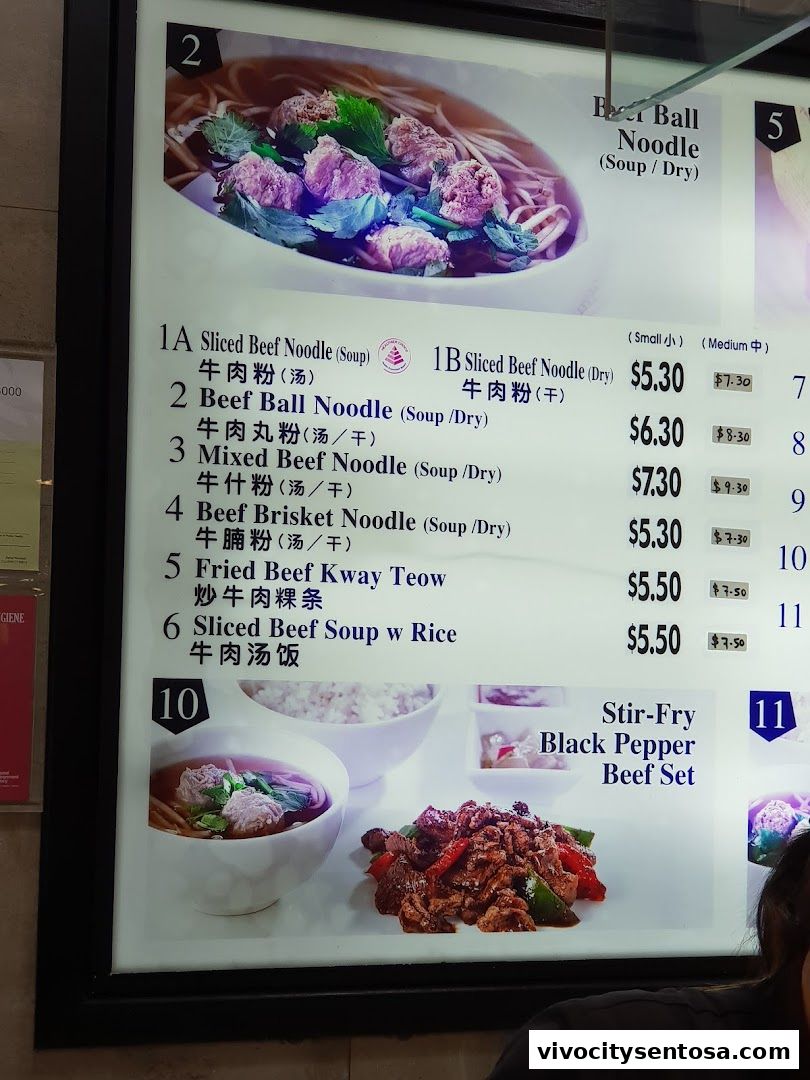 2
Beef Ball
Noodle
(Soup / Dry)
5
(Small 小) (Medium 中)
1A Sliced Beef Noodle (Soup) 1B Sliced Beef Noodle (Dry) $5.30 $7.30
牛肉粉(汤) 牛肉粉(干)
2 Beef Ball Noodle (Soup /Dry) $6.30 $8.30
牛肉丸粉(汤/干)
3 Mixed Beef Noodle (Soup /Dry) $7.30 $9.30
牛什粉(汤/干)
4 Beef Brisket Noodle (Soup /Dry) $5.30 $7.30
牛腩粉(汤/干)
5 Fried Beef Kway Teow $5.50 $7.50
炒牛肉粿条
6 Sliced Beef Soup w Rice $5.50 $7.50
牛肉汤饭
7
8
9
10
11
10
Stir-Fry
Black Pepper
Beef Set
11
vivocitysentosa.com